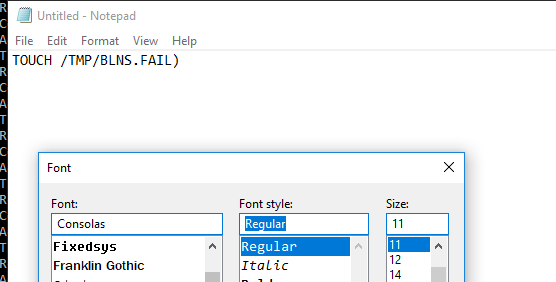 Untitled - Notepad
File Edit Format View Help
TOUCH /TMP/BLNS.FAIL)
Font
Font: Font style: Size:
Consolas Regular 11
Fixedsys Regular 11
Franklin Gothic Italic 12
14